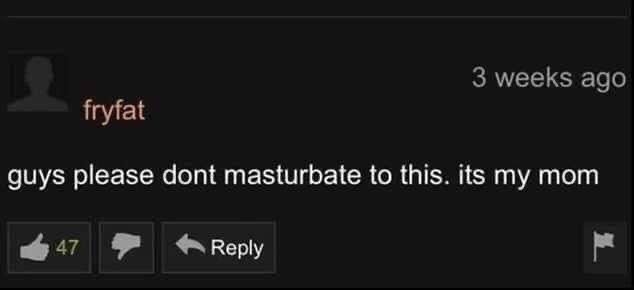 3 weeks ago
fryfat
guys please dont masturbate to this. its my mom
47
Reply